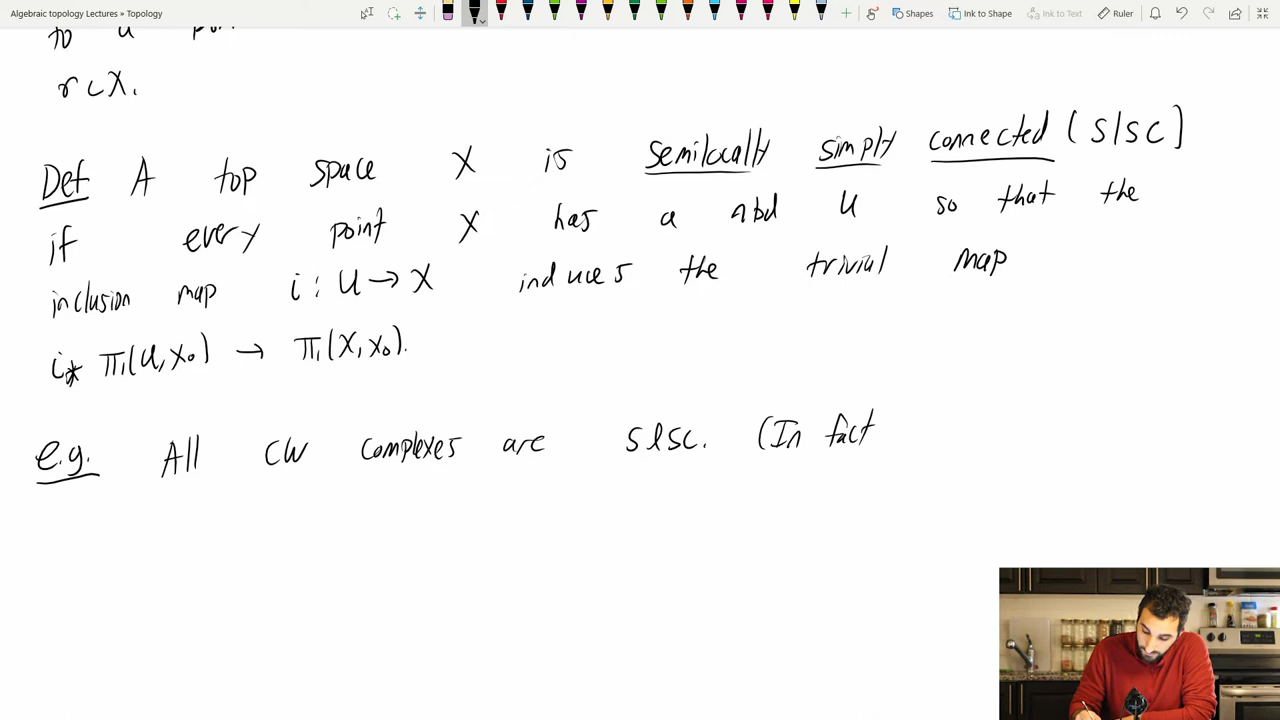 Algebraic topology Lectures » Topology
Shapes
Ink to Shape
Ink to Text
Ruler
to a
r ⊂ X.
Def A top space X is semilocally simply connected (slsc)
if every point X has a nbd U so that the
inclusion map i : U → X induces the trivial map
i* π₁(U, x₀) → π₁(X, x₀).
e.g. All CW complexes are slsc. (In fact